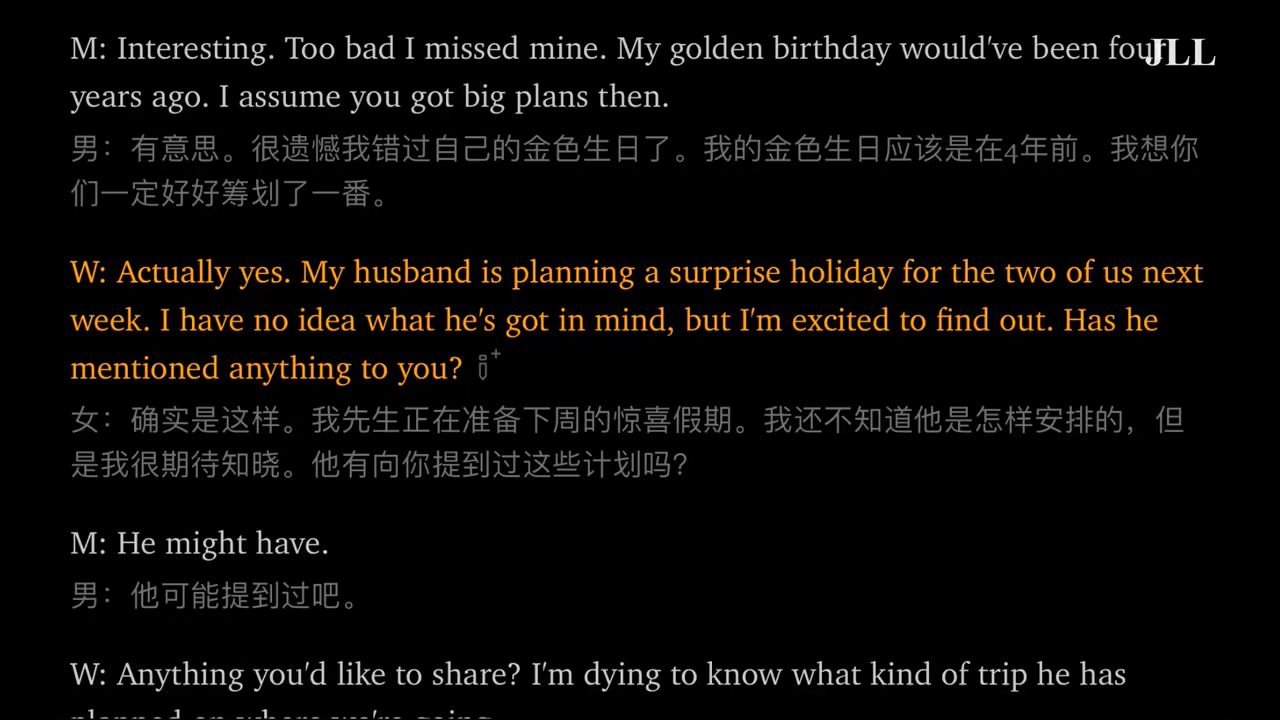 M: Interesting. Too bad I missed mine. My golden birthday would've been four
JLL
years ago. I assume you got big plans then.
男：有意思。很遗憾我错过自己的金色生日了。我的金色生日应该是在4年前。我想你
们一定好好筹划了一番。
W: Actually yes. My husband is planning a surprise holiday for the two of us next
week. I have no idea what he's got in mind, but I'm excited to find out. Has he
mentioned anything to you?
女：确实是这样。我先生正在准备下周的惊喜假期。我还不知道他是怎样安排的，但
是我很期待知晓。他有向你提到过这些计划吗？
M: He might have.
男：他可能提到过吧。
W: Anything you'd like to share? I'm dying to know what kind of trip he has
planned on where we're going.